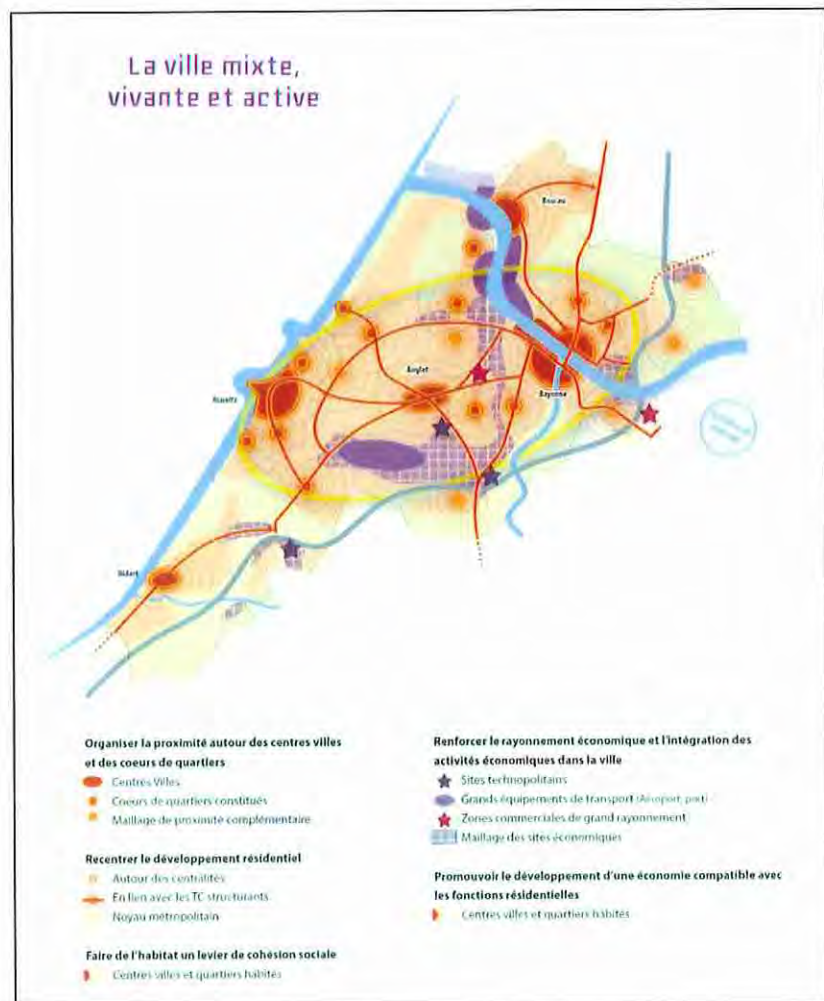 La ville mixte,
vivante et active
Boucau
Anglet
Bayonne
Biarritz
Bidart
Organiser la proximité autour des centres villes
et des coeurs de quartiers
Centres Villes
Coeurs de quartiers constitués
Maillage de proximité complémentaire
Recentrer le développement résidentiel
Autour des centralités
En lien avec les TC structurants
Noyau métropolitain
Faire de l'habitat un levier de cohésion sociale
Centres villes et quartiers habités
Renforcer le rayonnement économique et l'intégration des
activités économiques dans la ville
Sites technopolitains
Grands équipements de transport (Aéroport, port)
Zones commerciales de grand rayonnement
Maillage des sites économiques
Promouvoir le développement d'une économie compatible avec
les fonctions résidentielles
Centres villes et quartiers habités